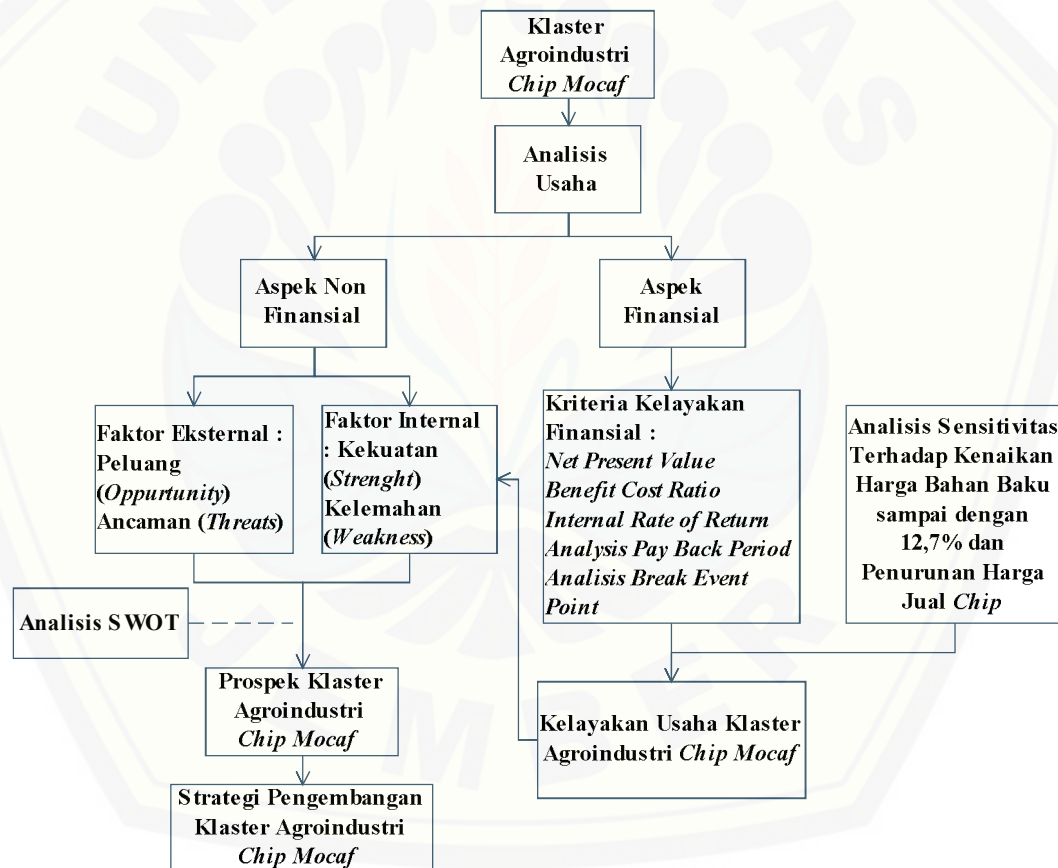 Klaster
Agroindustri
Chip Mocaf
Analisis
Usaha
Aspek Non
Finansial
Aspek
Finansial
Faktor Eksternal :
Peluang
(Oppurtunity)
Ancaman (Threats)
Faktor Internal
: Kekuatan
(Strenght)
Kelemahan
(Weakness)
Kriteria Kelayakan
Finansial :
Net Present Value
Benefit Cost Ratio
Internal Rate of Return
Analysis Pay Back Period
Analisis Break Event
Point
Analisis Sensitivitas
Terhadap Kenaikan
Harga Bahan Baku
sampai dengan
12,7% dan
Penurunan Harga
Jual Chip
Analisis SWOT
Prospek Klaster
Agroindustri
Chip Mocaf
Kelayakan Usaha Klaster
Agroindustri Chip Mocaf
Strategi Pengembangan
Klaster Agroindustri
Chip Mocaf